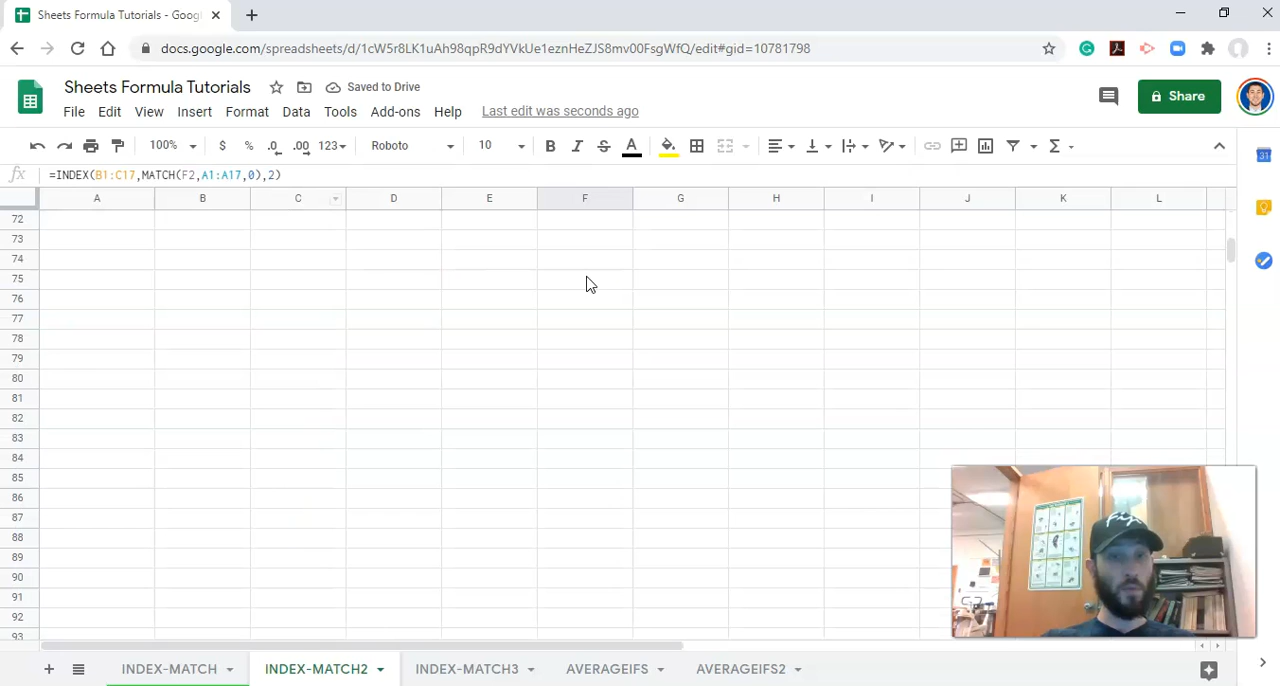 Sheets Formula Tutorials - Goog
docs.google.com/spreadsheets/d/1cW5r8LK1uAh98qpR9dYVkUe1eznHeZJS8mv00FsgWfQ/edit#gid=10781798
Sheets Formula Tutorials
Saved to Drive
File Edit View Insert Format Data Tools Add-ons Help Last edit was seconds ago
Share
100% $ % .0 .00 123 Roboto 10 B I S A Σ
fx =INDEX(B1:C17,MATCH(F2,A1:A17,0),2)
A B C D E F G H I J K L
72
73
74
75
76
77
78
79
80
81
82
83
84
85
86
87
88
89
90
91
92
93
31
INDEX-MATCH INDEX-MATCH2 INDEX-MATCH3 AVERAGEIFS AVERAGEIFS2